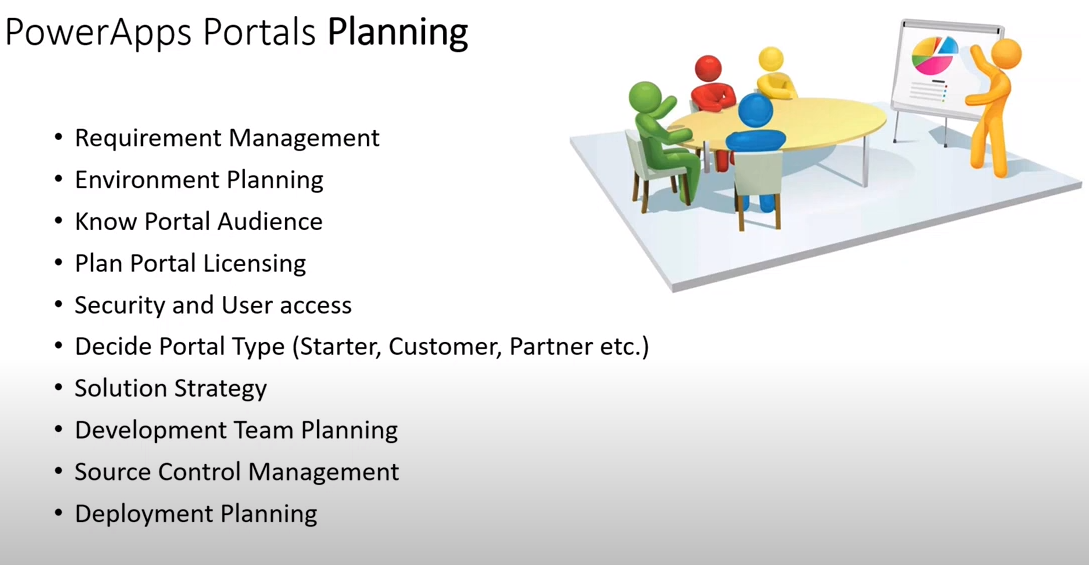 PowerApps Portals Planning
• Requirement Management
• Environment Planning
• Know Portal Audience
• Plan Portal Licensing
• Security and User access
• Decide Portal Type (Starter, Customer, Partner etc.)
• Solution Strategy
• Development Team Planning
• Source Control Management
• Deployment Planning